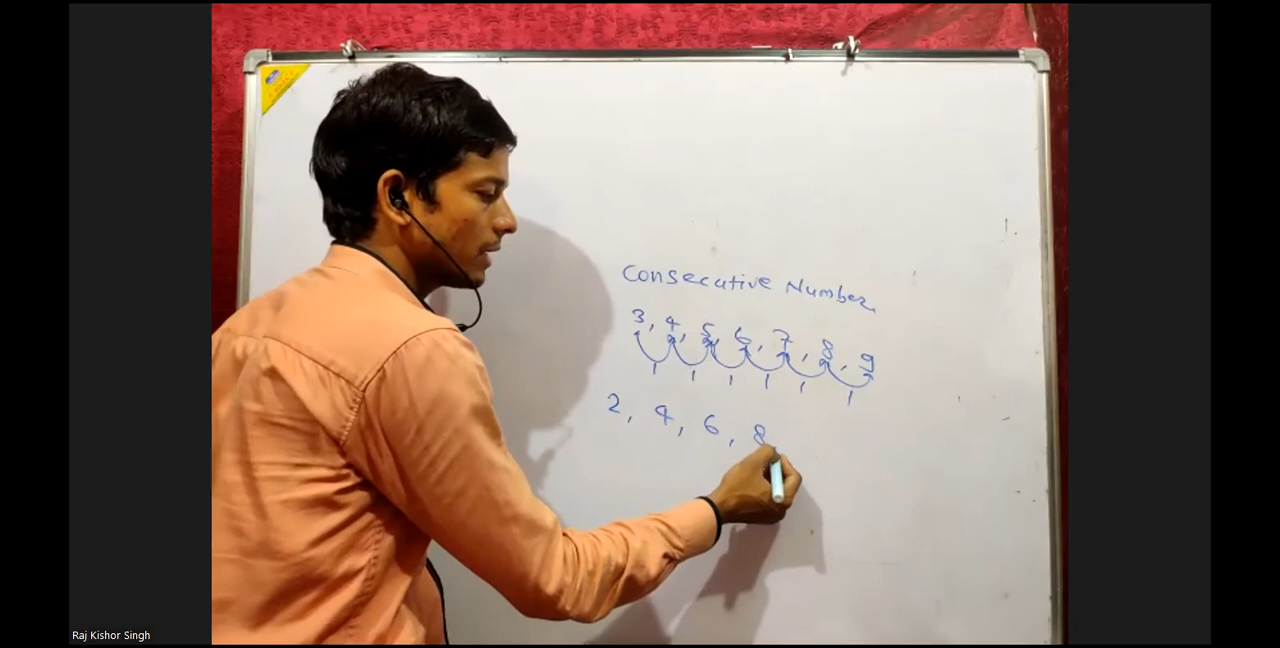 Consecutive Number
3, 4, 5, 6, 7, 8, 9
1 1 1 1 1 1
2, 4, 6, 8
Raj Kishor Singh